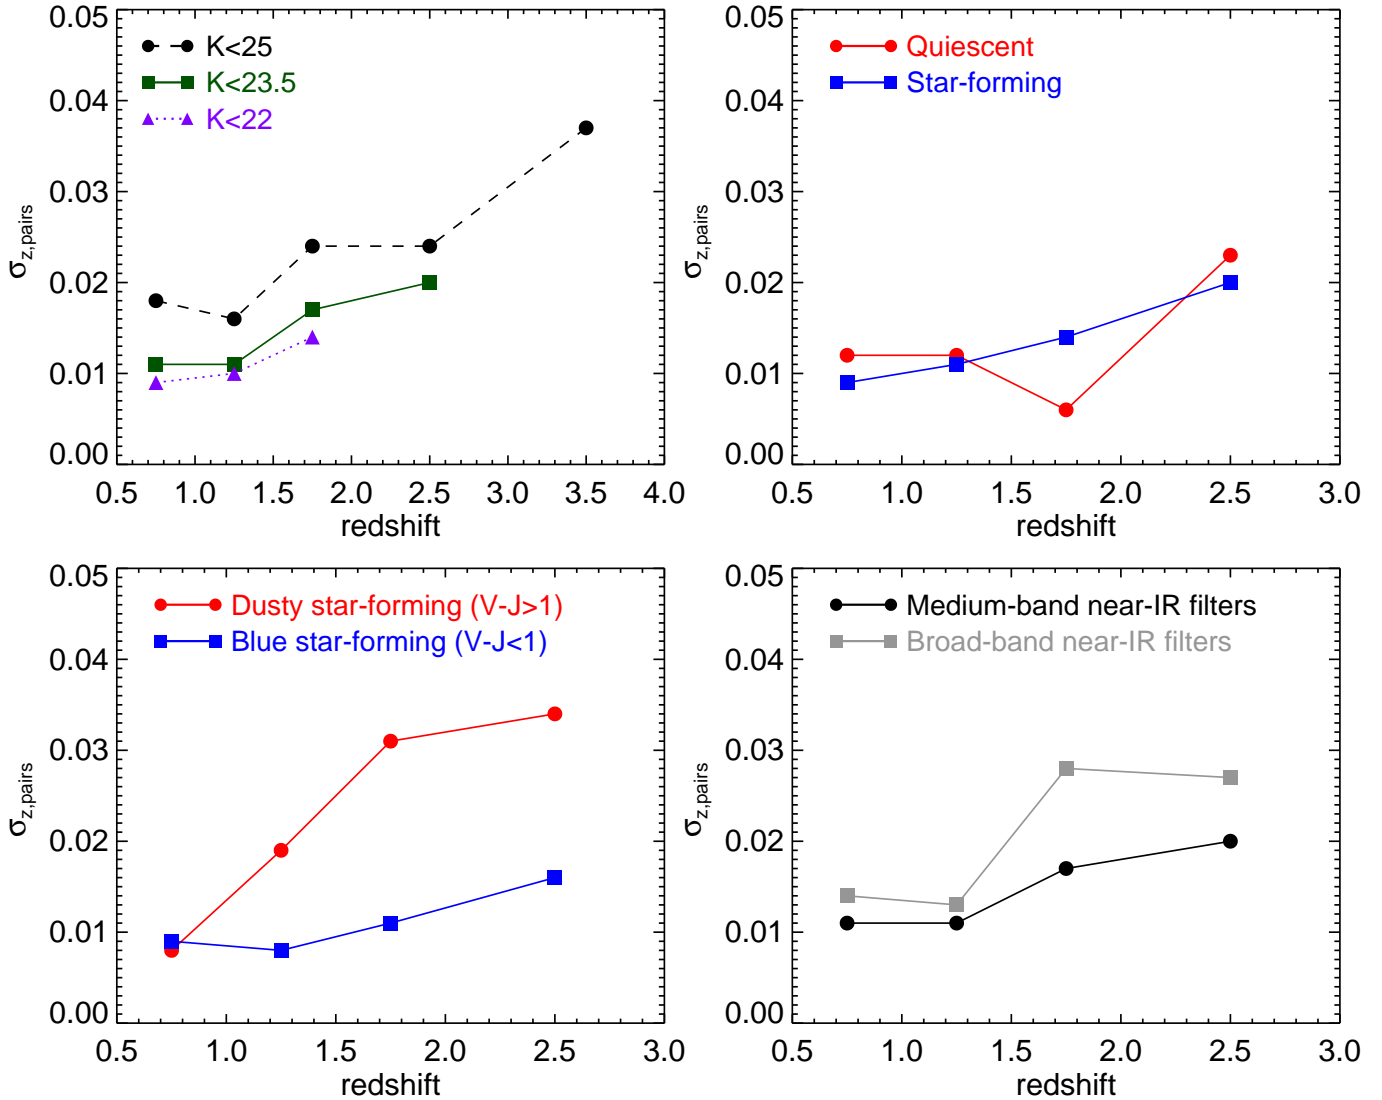 0.05
0.04
0.03
0.02
0.01
0.00
σz,pairs
K<25
K<23.5
K<22
0.5 1.0 1.5 2.0 2.5 3.0 3.5 4.0
redshift
0.05
0.04
0.03
0.02
0.01
0.00
σz,pairs
Quiescent
Star-forming
0.5 1.0 1.5 2.0 2.5 3.0
redshift
0.05
0.04
0.03
0.02
0.01
0.00
σz,pairs
Dusty star-forming (V-J>1)
Blue star-forming (V-J<1)
0.5 1.0 1.5 2.0 2.5 3.0
redshift
0.05
0.04
0.03
0.02
0.01
0.00
σz,pairs
Medium-band near-IR filters
Broad-band near-IR filters
0.5 1.0 1.5 2.0 2.5 3.0
redshift